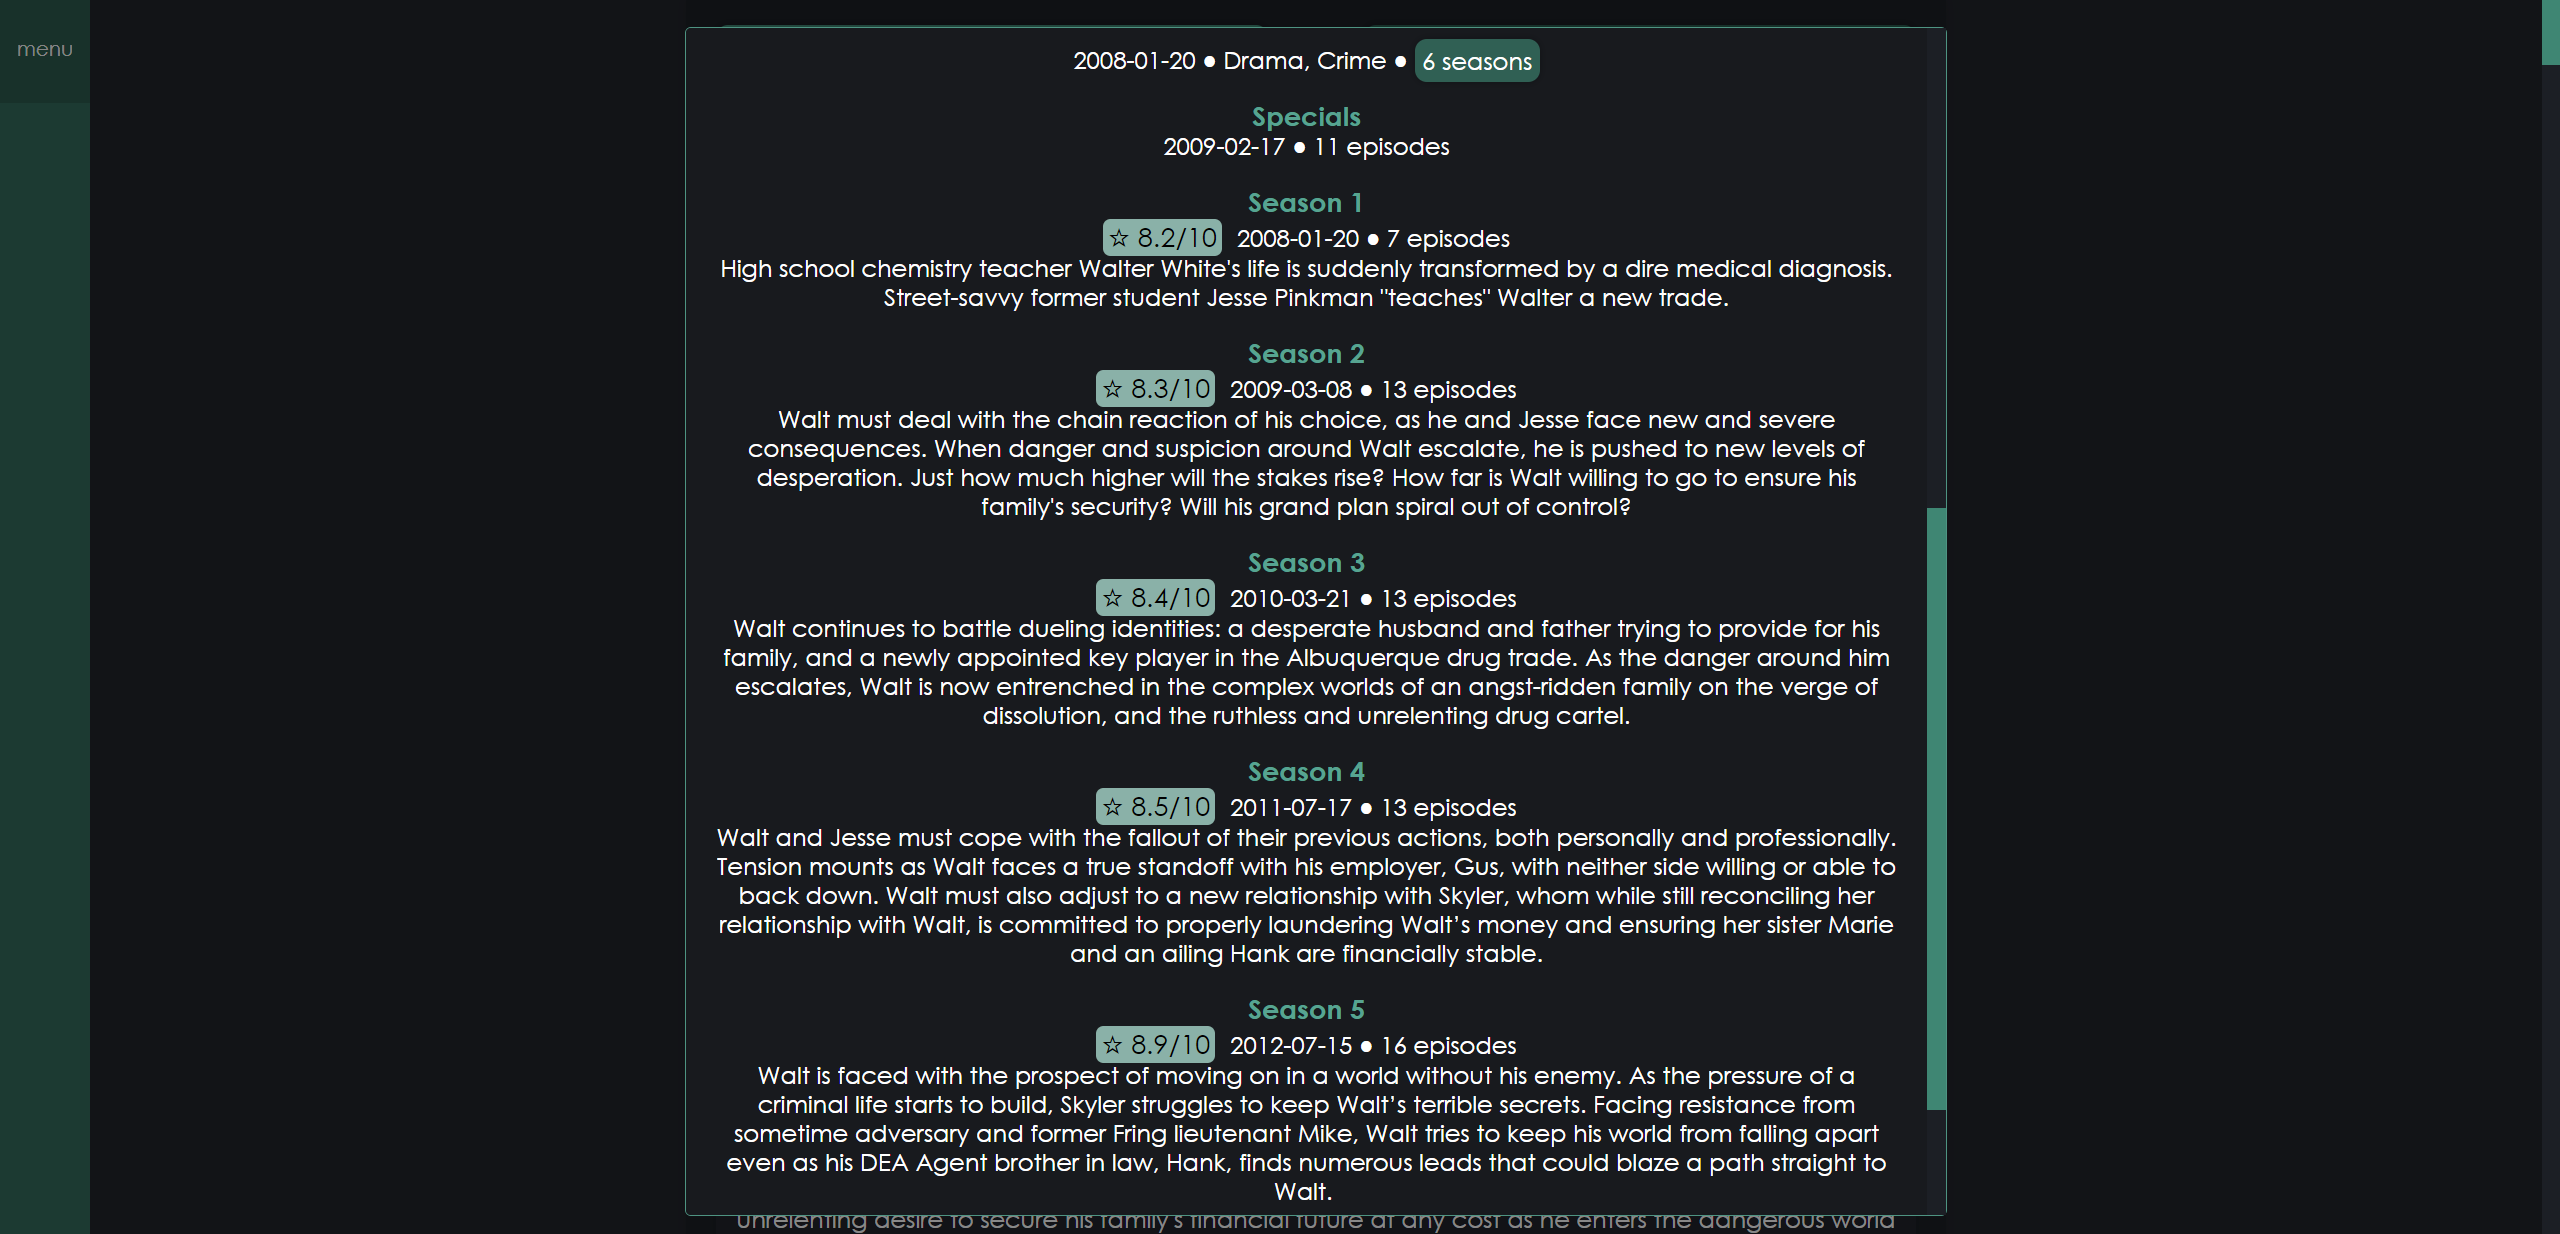 menu
2008-01-20 ● Drama, Crime ● 6 seasons
Specials
2009-02-17 ● 11 episodes
Season 1
☆ 8.2/10 2008-01-20 ● 7 episodes
High school chemistry teacher Walter White's life is suddenly transformed by a dire medical diagnosis.
Street-savvy former student Jesse Pinkman "teaches" Walter a new trade.
Season 2
☆ 8.3/10 2009-03-08 ● 13 episodes
Walt must deal with the chain reaction of his choice, as he and Jesse face new and severe
consequences. When danger and suspicion around Walt escalate, he is pushed to new levels of
desperation. Just how much higher will the stakes rise? How far is Walt willing to go to ensure his
family's security? Will his grand plan spiral out of control?
Season 3
☆ 8.4/10 2010-03-21 ● 13 episodes
Walt continues to battle dueling identities: a desperate husband and father trying to provide for his
family, and a newly appointed key player in the Albuquerque drug trade. As the danger around him
escalates, Walt is now entrenched in the complex worlds of an angst-ridden family on the verge of
dissolution, and the ruthless and unrelenting drug cartel.
Season 4
☆ 8.5/10 2011-07-17 ● 13 episodes
Walt and Jesse must cope with the fallout of their previous actions, both personally and professionally.
Tension mounts as Walt faces a true standoff with his employer, Gus, with neither side willing or able to
back down. Walt must also adjust to a new relationship with Skyler, whom while still reconciling her
relationship with Walt, is committed to properly laundering Walt’s money and ensuring her sister Marie
and an ailing Hank are financially stable.
Season 5
☆ 8.9/10 2012-07-15 ● 16 episodes
Walt is faced with the prospect of moving on in a world without his enemy. As the pressure of a
criminal life starts to build, Skyler struggles to keep Walt’s terrible secrets. Facing resistance from
sometime adversary and former Fring lieutenant Mike, Walt tries to keep his world from falling apart
even as his DEA Agent brother in law, Hank, finds numerous leads that could blaze a path straight to
Walt.
unrelenting desire to secure his family's financial future at any cost as he enters the dangerous world